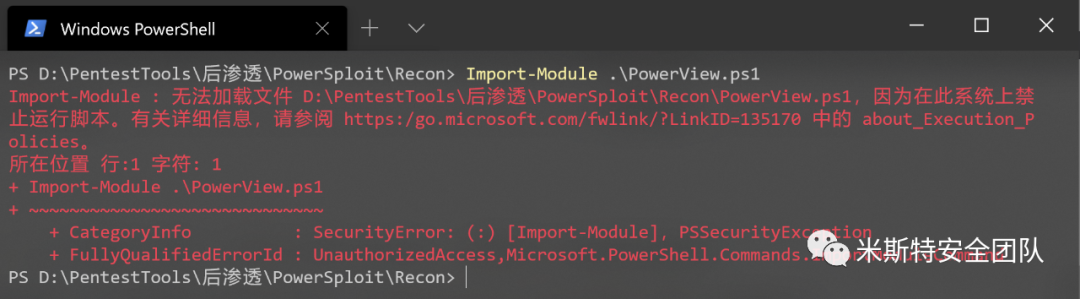 Windows PowerShell
PS D:\PentestTools\后渗透\PowerSploit\Recon> Import-Module .\PowerView.ps1
Import-Module : 无法加载文件 D:\PentestTools\后渗透\PowerSploit\Recon\PowerView.ps1，因为在此系统上禁
止运行脚本。有关详细信息，请参阅 https:/go.microsoft.com/fwlink/?LinkID=135170 中的 about_Execution_P
olicies。
所在位置 行:1 字符: 1
+ Import-Module .\PowerView.ps1
+ ~~~~~~~~~~~~~~~~~~~~~~~~~~~~~
+ CategoryInfo : SecurityError: (:) [Import-Module], PSSecurityException
+ FullyQualifiedErrorId : UnauthorizedAccess,Microsoft.PowerShell.Commands.
米斯特安全团队
PS D:\PentestTools\后渗透\PowerSploit\Recon>